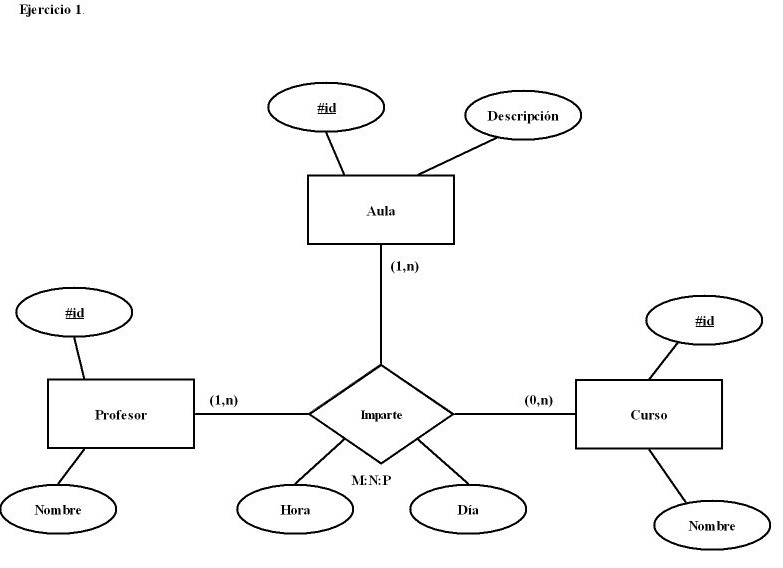 Ejercicio 1.
#id
Descripción
Aula
(1,n)
#id
#id
Profesor
(1,n)
Imparte
(0,n)
Curso
M:N:P
Nombre
Hora
Día
Nombre